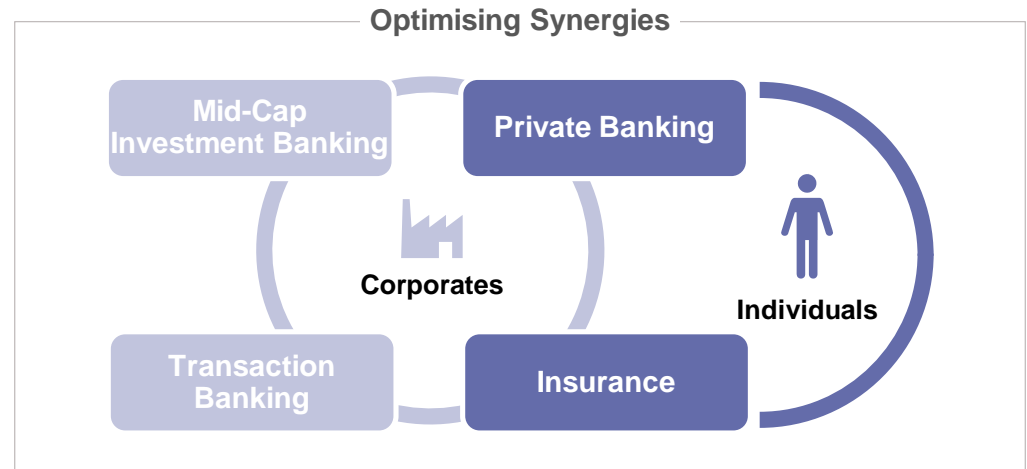 Optimising Synergies
Mid-Cap
Investment Banking
Private Banking
Corporates
Individuals
Transaction
Banking
Insurance